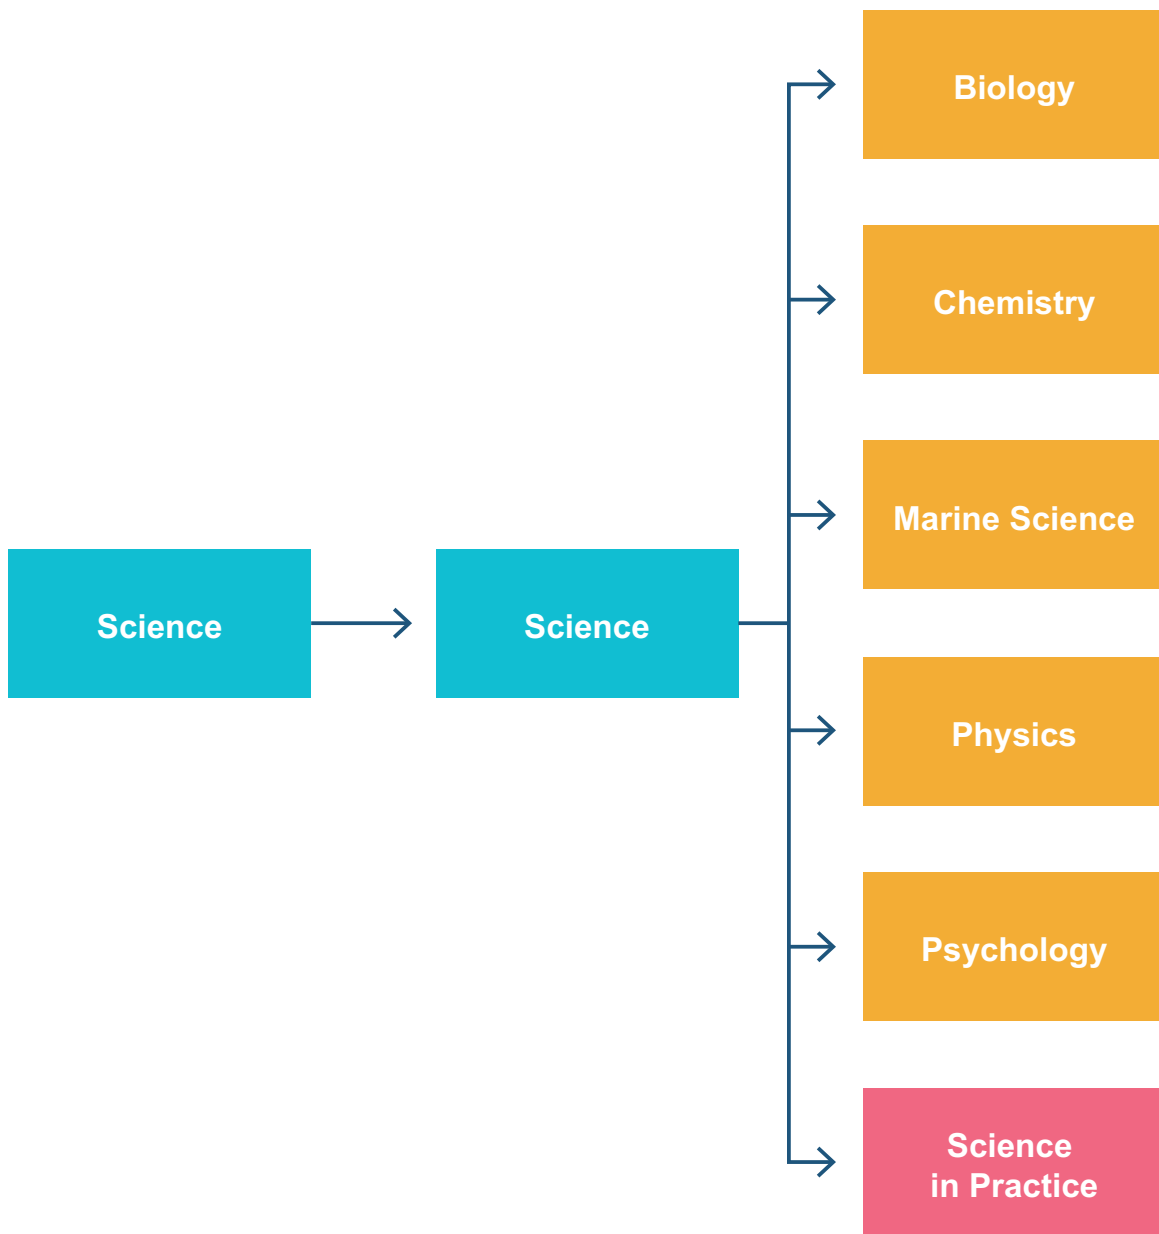 Science
Science
Biology
Chemistry
Marine Science
Physics
Psychology
Science
in Practice